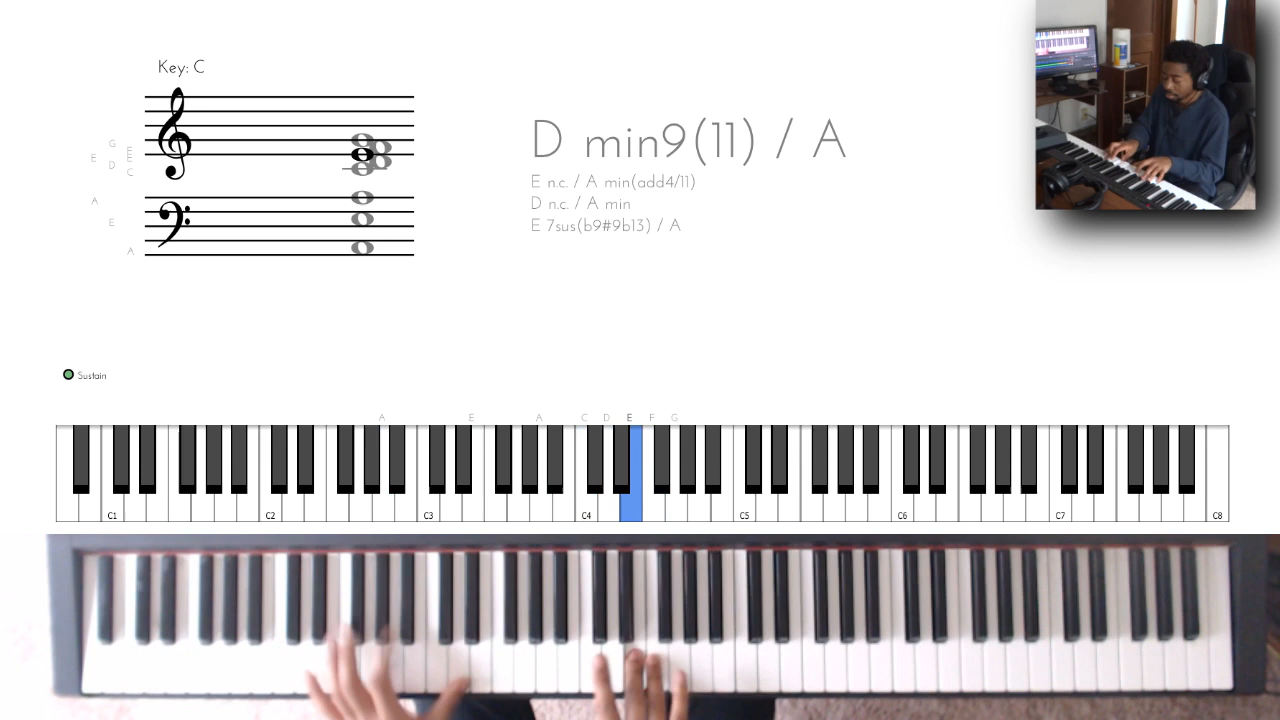 Key: C
G
E
E
E
D
C
A
E
A
D min9(11) / A
E n.c. / A min(add4/11)
D n.c. / A min
E 7sus(b9#9b13) / A
Sustain
A E A C D E F G
C1 C2 C3 C4 C5 C6 C7 C8